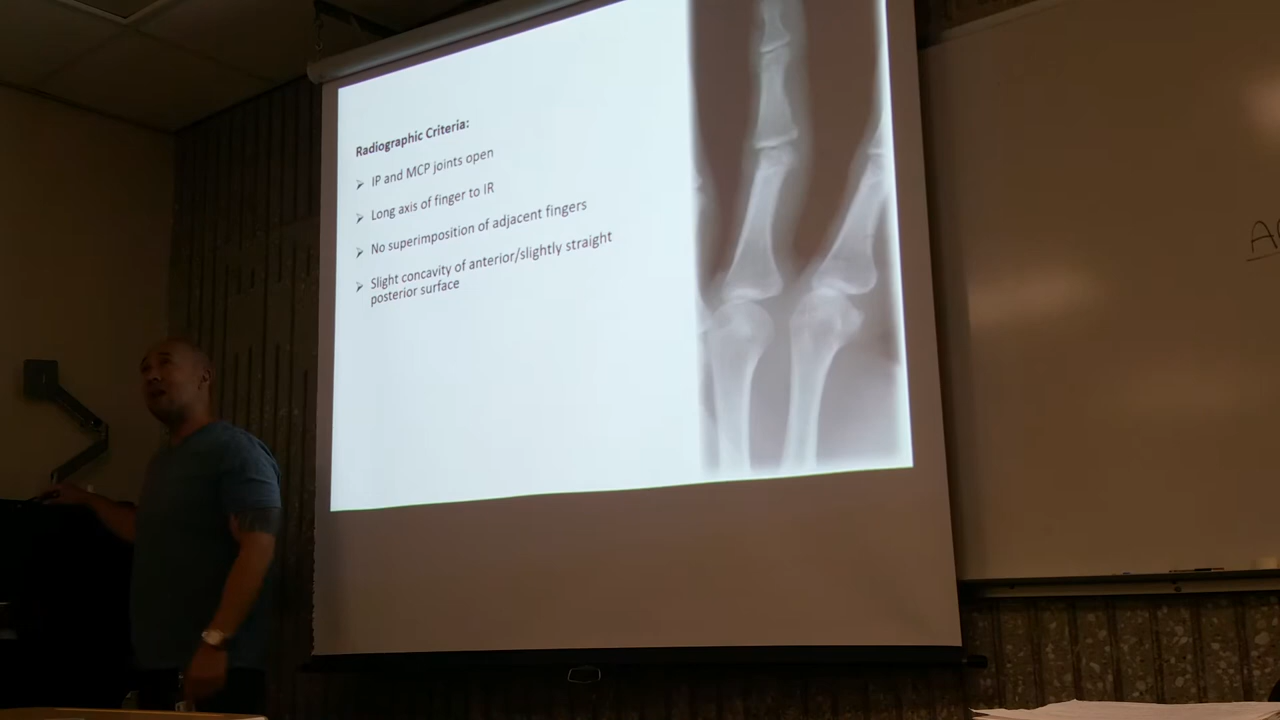 Radiographic Criteria:
IP and MCP joints open
Long axis of finger to IR
No superimposition of adjacent fingers
Slight concavity of anterior/slightly straight
posterior surface